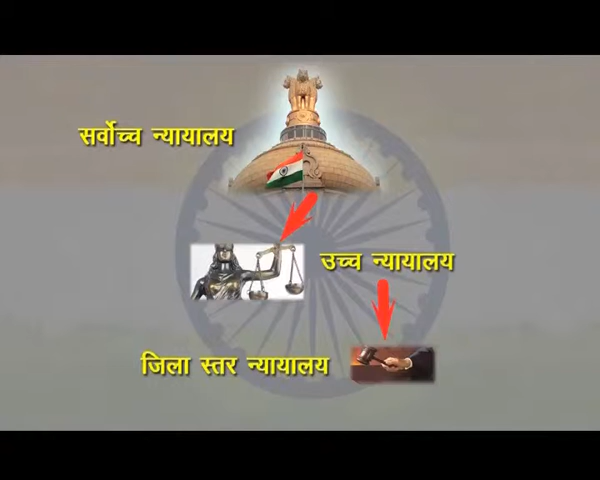 सर्वोच्च न्यायालय
उच्च न्यायालय
जिला स्तर न्यायालय